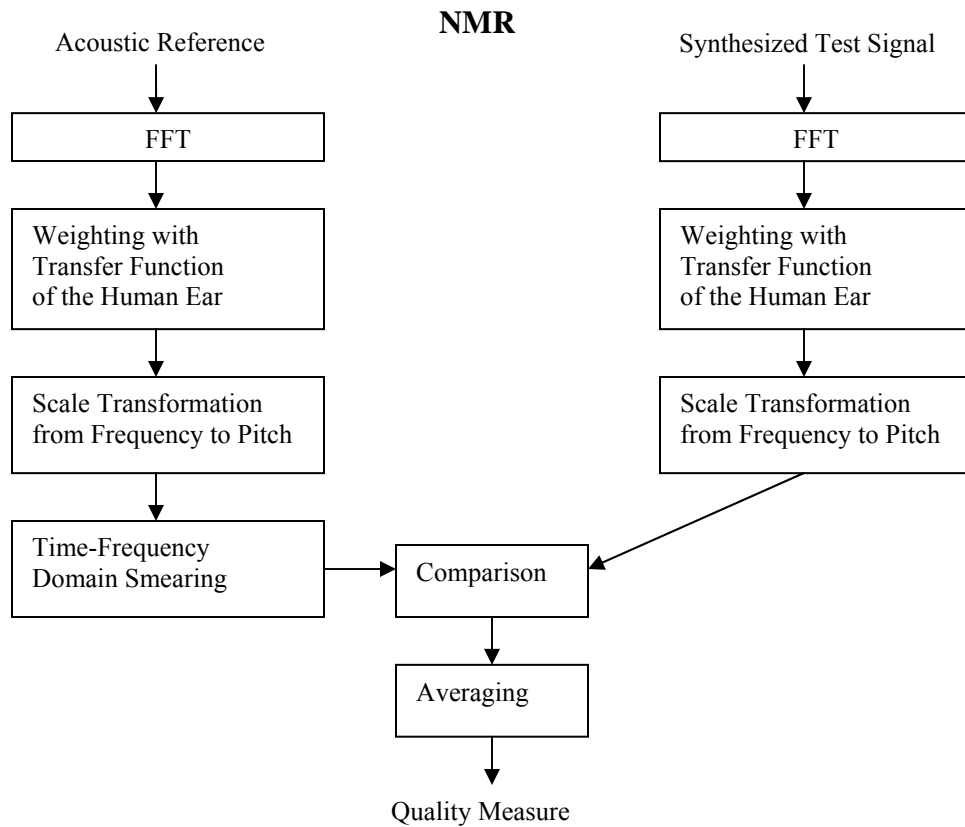 NMR
Acoustic Reference
Synthesized Test Signal
FFT
FFT
Weighting with
Transfer Function
of the Human Ear
Weighting with
Transfer Function
of the Human Ear
Scale Transformation
from Frequency to Pitch
Scale Transformation
from Frequency to Pitch
Time-Frequency
Domain Smearing
Comparison
Averaging
Quality Measure